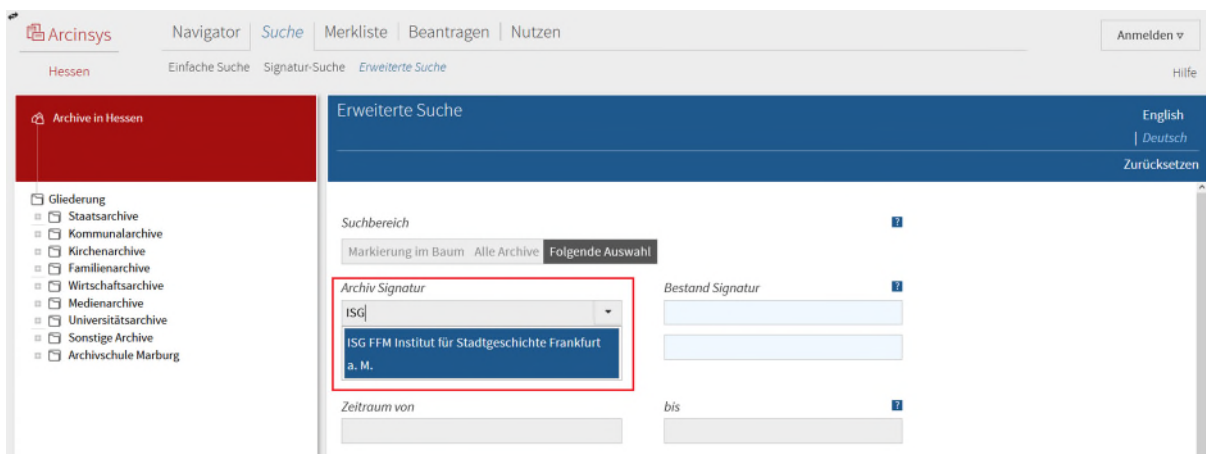 Arcinsys
Navigator Suche Merkliste Beantragen Nutzen
Anmelden ▿
Hessen
Einfache Suche Signatur-Suche Erweiterte Suche
Hilfe
Archive in Hessen
Erweiterte Suche
English
| Deutsch
Zurücksetzen
Gliederung
Staatsarchive
Kommunalarchive
Kirchenarchive
Familienarchive
Wirtschaftsarchive
Medienarchive
Universitätsarchive
Sonstige Archive
Archivschule Marburg
Suchbereich ?
Markierung im Baum Alle Archive Folgende Auswahl
Archiv Signatur
Bestand Signatur ?
ISG
ISG FFM Institut für Stadtgeschichte Frankfurt
a. M.
Zeitraum von
bis ?